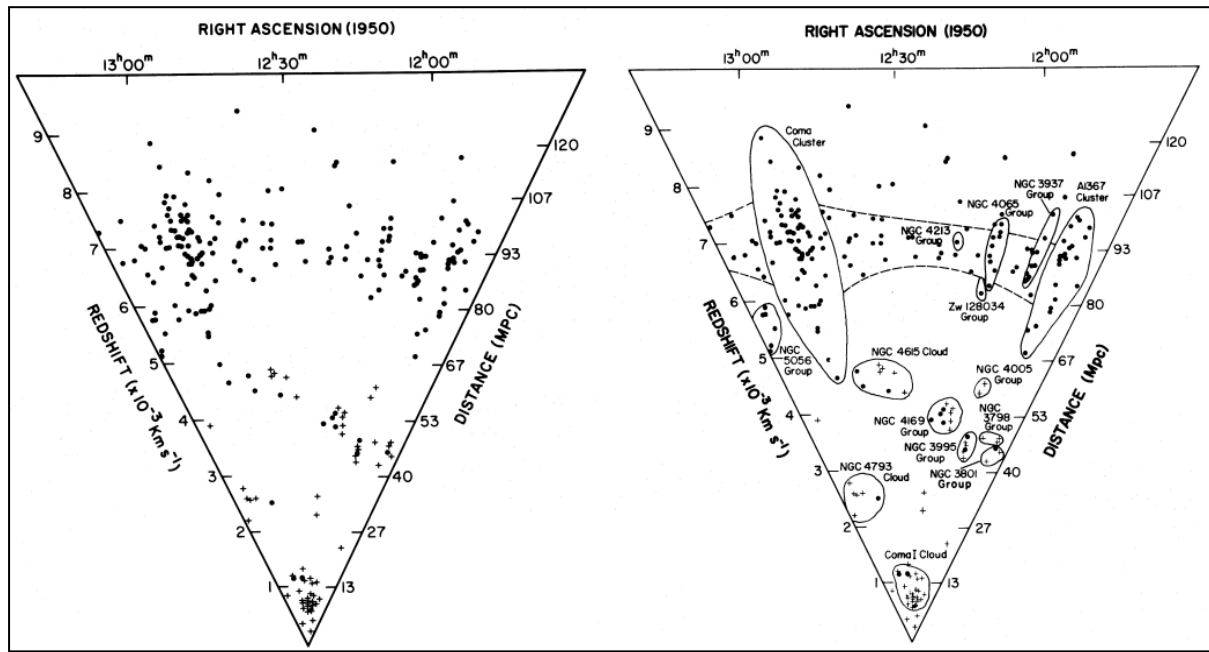 RIGHT ASCENSION (1950)
13ʰ00ᵐ
12ʰ30ᵐ
12ʰ00ᵐ
9
8
7
6
5
4
3
2
1
REDSHIFT (x10⁻³ Km s⁻¹)
120
107
93
80
67
53
40
27
13
DISTANCE (MPC)
RIGHT ASCENSION (1950)
13ʰ00ᵐ
12ʰ30ᵐ
12ʰ00ᵐ
9
8
7
6
5
4
3
2
1
REDSHIFT (x10⁻³ Km s⁻¹)
120
107
93
80
67
53
40
27
13
DISTANCE (Mpc)
Coma
Cluster
NGC 3937
Group
A1367
Cluster
NGC 4065
Group
NGC 4213
Group
Zw 128034
Group
NGC
5056
Group
NGC 4615 Cloud
NGC 4005
Group
NGC 4169
Group
NGC
3798
Group
NGC 3995
Group
NGC 3801
Group
NGC 4793
Cloud
Coma I Cloud